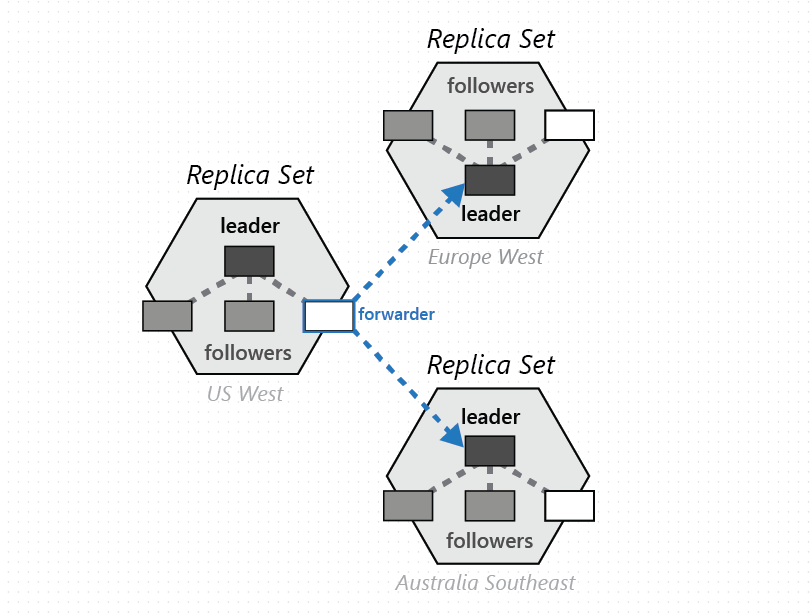 Replica Set
followers
leader
Europe West
Replica Set
leader
forwarder
followers
US West
Replica Set
leader
followers
Australia Southeast